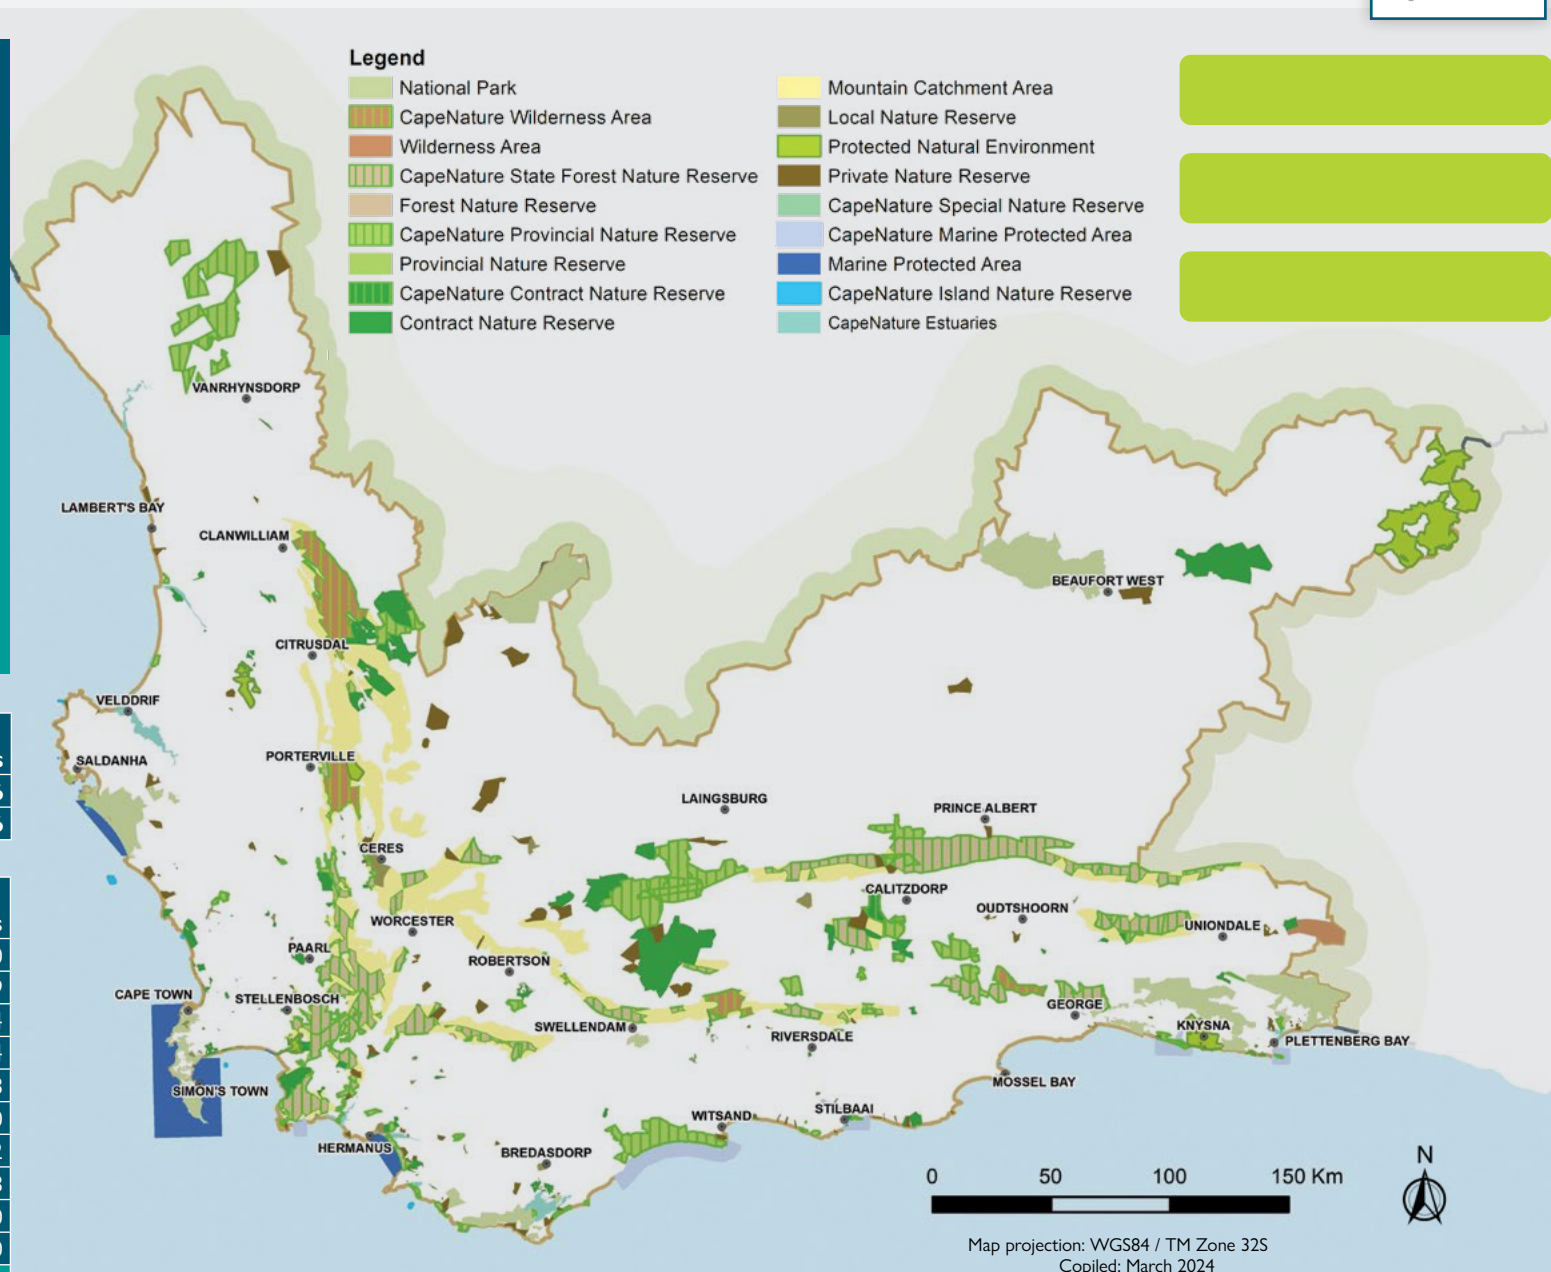 Legend
National Park
CapeNature Wilderness Area
Wilderness Area
CapeNature State Forest Nature Reserve
Forest Nature Reserve
CapeNature Provincial Nature Reserve
Provincial Nature Reserve
CapeNature Contract Nature Reserve
Contract Nature Reserve
Mountain Catchment Area
Local Nature Reserve
Protected Natural Environment
Private Nature Reserve
CapeNature Special Nature Reserve
CapeNature Marine Protected Area
Marine Protected Area
CapeNature Island Nature Reserve
CapeNature Estuaries
VANRHYNSDORP
LAMBERT'S BAY
CLANWILLIAM
BEAUFORT WEST
CITRUSDAL
VELDDRIF
SALDANHA
PORTERVILLE
LAINGSBURG
PRINCE ALBERT
CERES
CALITZDORP
OUDTSHOORN
WORCESTER
UNIONDALE
PAARL
ROBERTSON
CAPE TOWN
STELLENBOSCH
GEORGE
SWELLENDAM
KNYSNA
RIVERSDALE
PLETTENBERG BAY
SIMON'S TOWN
MOSSEL BAY
WITSAND
STILBAAI
HERMANUS
BREDASDORP
N
0 50 100 150 Km
Map projection: WGS84 / TM Zone 32S
Copiled: March 2024